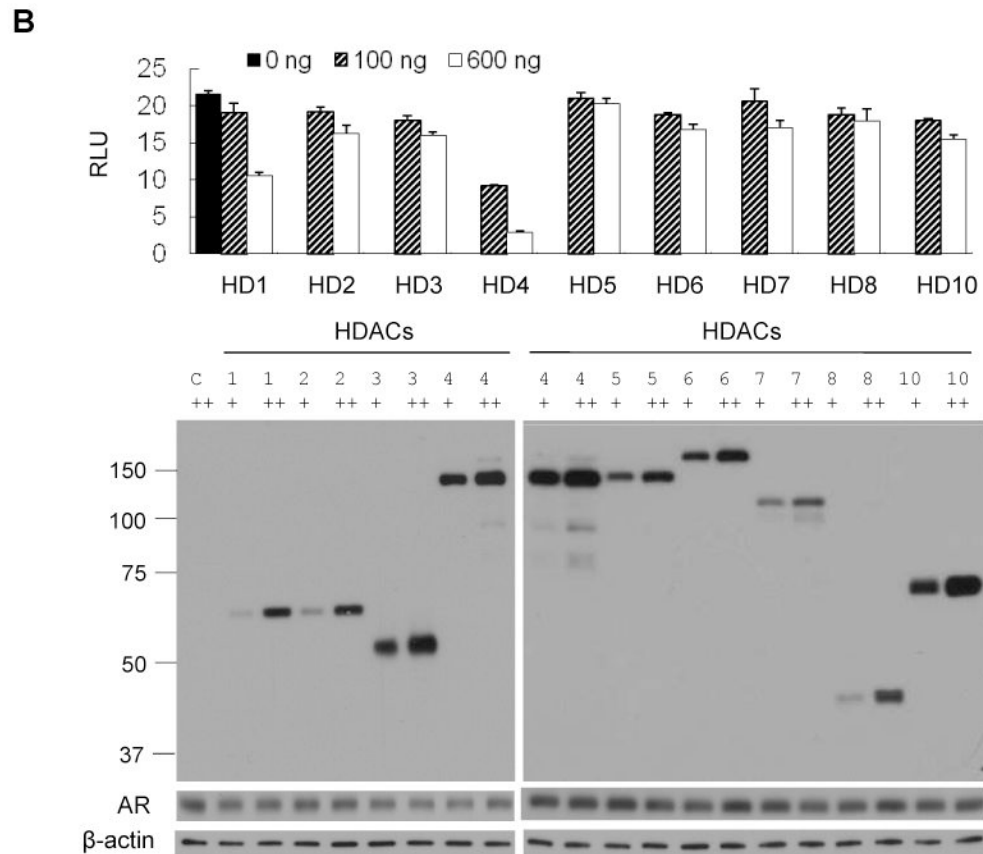 B
0 ng 100 ng 600 ng
25
20
15
10
5
0
RLU
HD1 HD2 HD3 HD4 HD5 HD6 HD7 HD8 HD10
HDACs HDACs
C 1 1 2 2 3 3 4 4 4 4 5 5 6 6 7 7 8 8 10 10
++ + ++ + ++ + ++ + ++ + ++ + ++ + ++ + ++ + ++ + ++
150
100
75
50
37
AR
β-actin